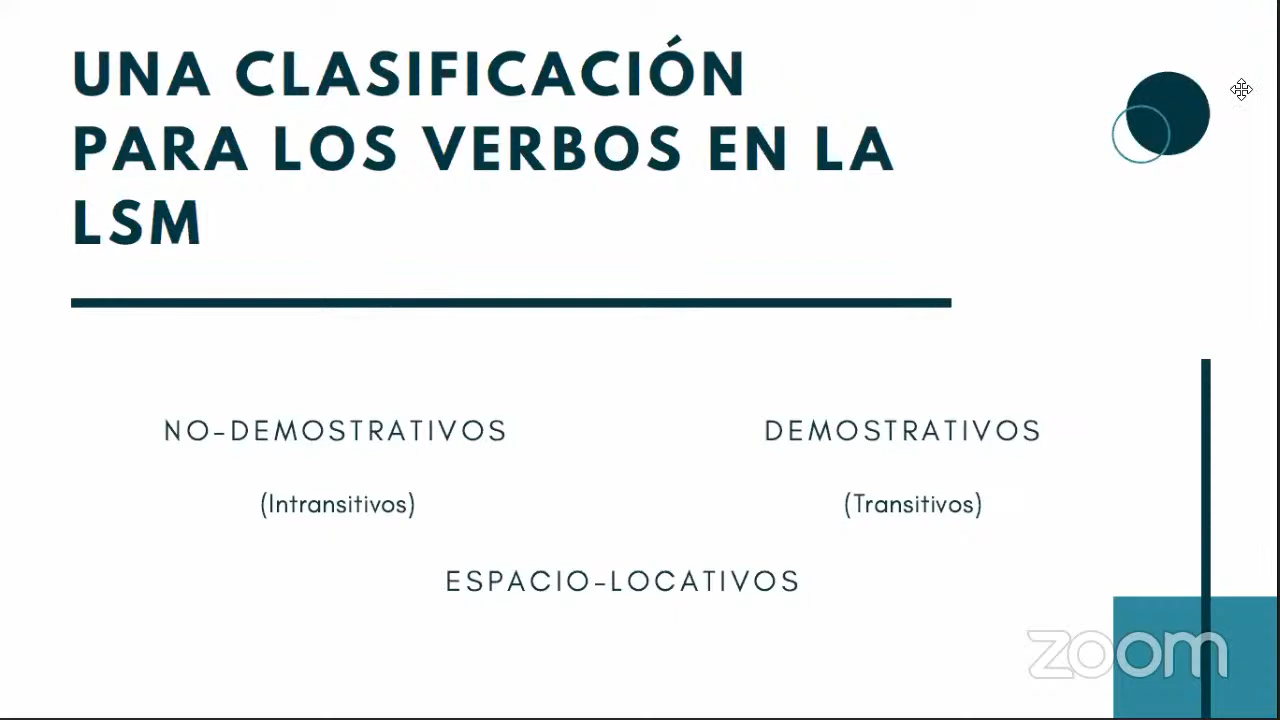 UNA CLASIFICACIÓN
PARA LOS VERBOS EN LA
LSM
NO-DEMOSTRATIVOS
DEMOSTRATIVOS
(Intransitivos)
(Transitivos)
ESPACIO-LOCATIVOS
zoom